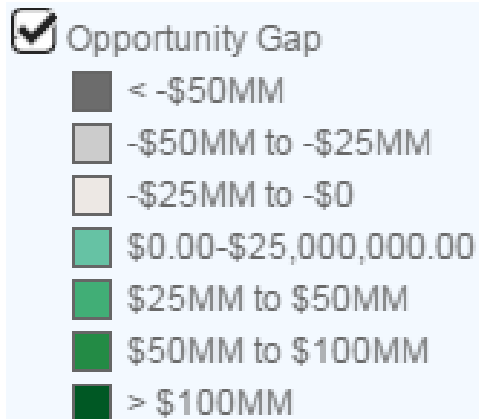 Opportunity Gap
< -$50MM
-$50MM to -$25MM
-$25MM to -$0
$0.00-$25,000,000.00
$25MM to $50MM
$50MM to $100MM
> $100MM